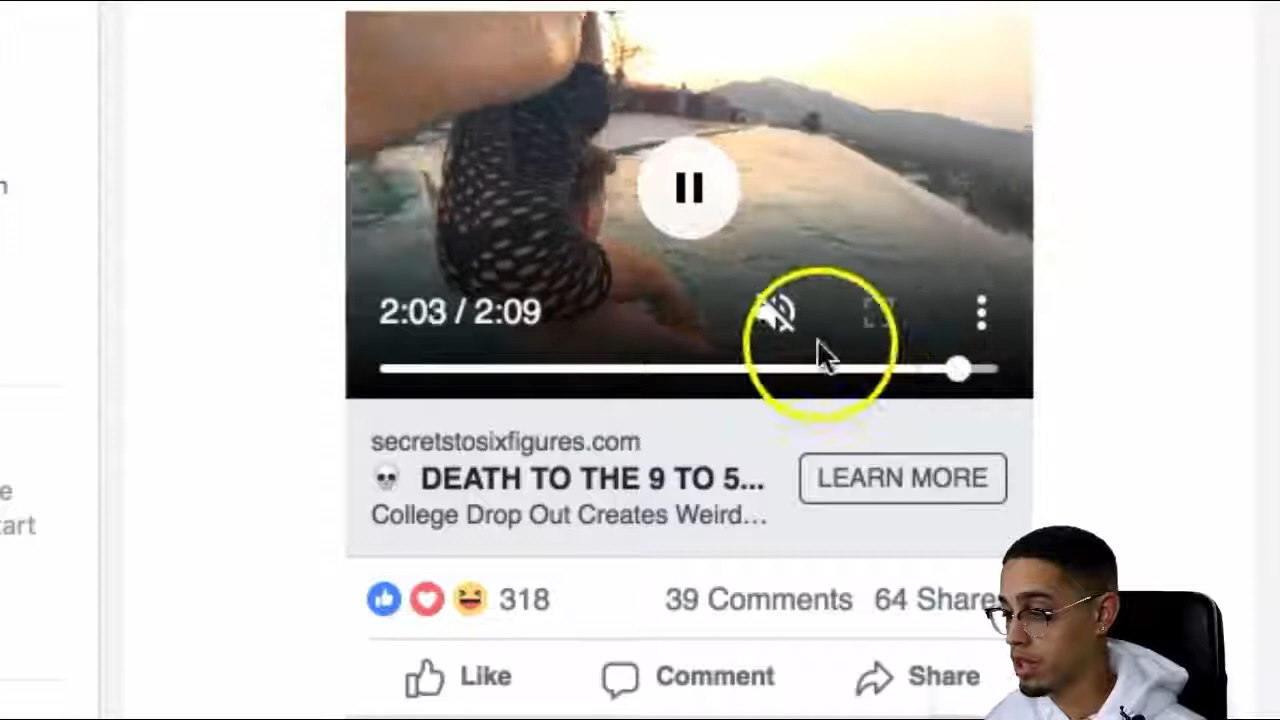 2:03 / 2:09
secretstosixfigures.com
💀 DEATH TO THE 9 TO 5...
LEARN MORE
College Drop Out Creates Weird...
318
39 Comments
64 Share
Like
Comment
Share